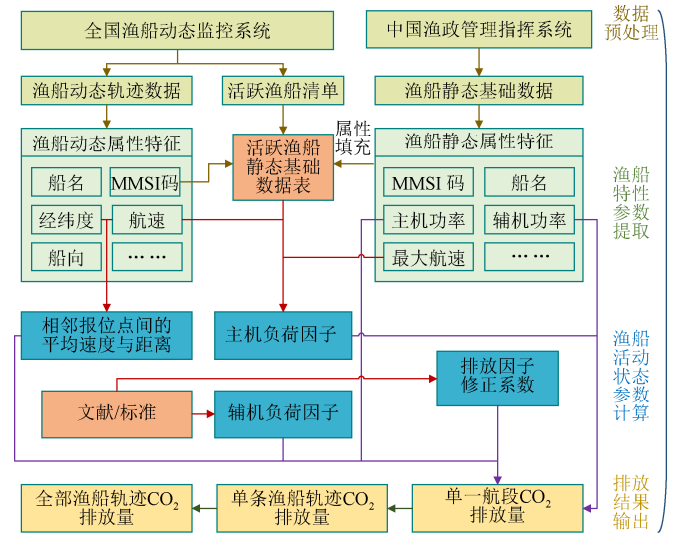 全国渔船动态监控系统
中国渔政管理指挥系统
数据
预处理
渔船动态轨迹数据
活跃渔船清单
渔船静态基础数据
渔船动态属性特征
船名
MMSI码
经纬度
航速
船向
… …
活跃渔船
静态基础
数据表
属性
填充
渔船静态属性特征
MMSI 码
船名
主机功率
辅机功率
最大航速
… …
渔船
特性
参数
提取
相邻报位点间的
平均速度与距离
主机负荷因子
排放因子
修正系数
文献/标准
辅机负荷因子
渔船
活动
状态
参数
计算
全部渔船轨迹CO₂
排放量
单条渔船轨迹CO₂
排放量
单一航段CO₂
排放量
排放
结果
输出